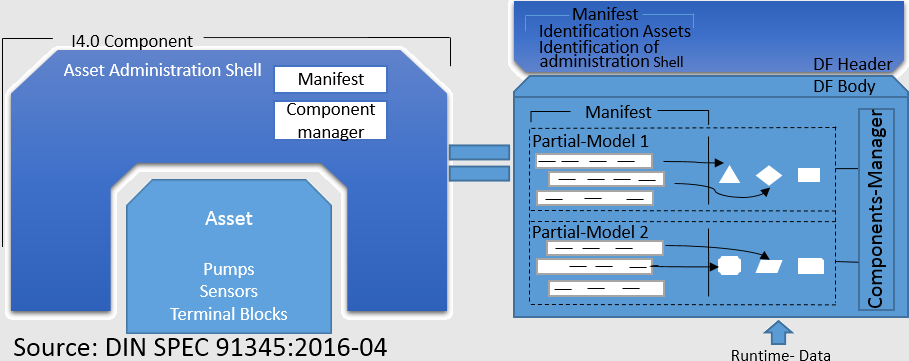 I4.0 Component
Asset Administration Shell
Manifest
Component
manager
Asset
Pumps
Sensors
Terminal Blocks
Source: DIN SPEC 91345:2016-04
Manifest
Identification Assets
Identification of
administration Shell
DF Header
DF Body
Manifest
Partial-Model 1
Partial-Model 2
Components-Manager
Runtime- Data